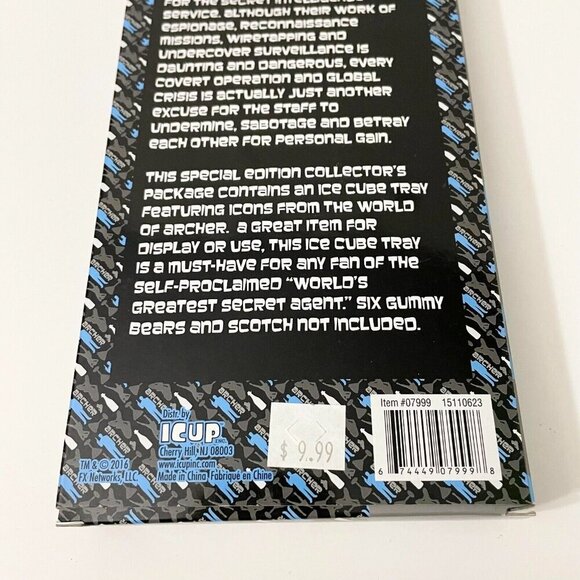 FOR THE SECRET INTELLIGENCE
SERVICE. ALTHOUGH THEIR WORK OF
ESPIONAGE, RECONNAISSANCE
MISSIONS, WIRETAPPING AND
UNDERCOVER SURVEILLANCE IS
DAUNTING AND DANGEROUS, EVERY
COVERT OPERATION AND GLOBAL
CRISIS IS ACTUALLY JUST ANOTHER
EXCUSE FOR THE STAFF TO
UNDERMINE, SABOTAGE AND BETRAY
EACH OTHER FOR PERSONAL GAIN.
THIS SPECIAL EDITION COLLECTOR'S
PACKAGE CONTAINS AN ICE CUBE TRAY
FEATURING ICONS FROM THE WORLD
OF ARCHER. A GREAT ITEM FOR
DISPLAY OR USE, THIS ICE CUBE TRAY
IS A MUST-HAVE FOR ANY FAN OF THE
SELF-PROCLAIMED “WORLD'S
GREATEST SECRET AGENT.” SIX GUMMY
BEARS AND SCOTCH NOT INCLUDED.
TM & © 2016
FX Networks, LLC.
Distr. by
ICUP INC.
Cherry Hill, NJ 08003
www.icupinc.com
Made in China / Fabriqué en Chine
$ 9.99
Item #07999 15110623
6 74449 07999 8